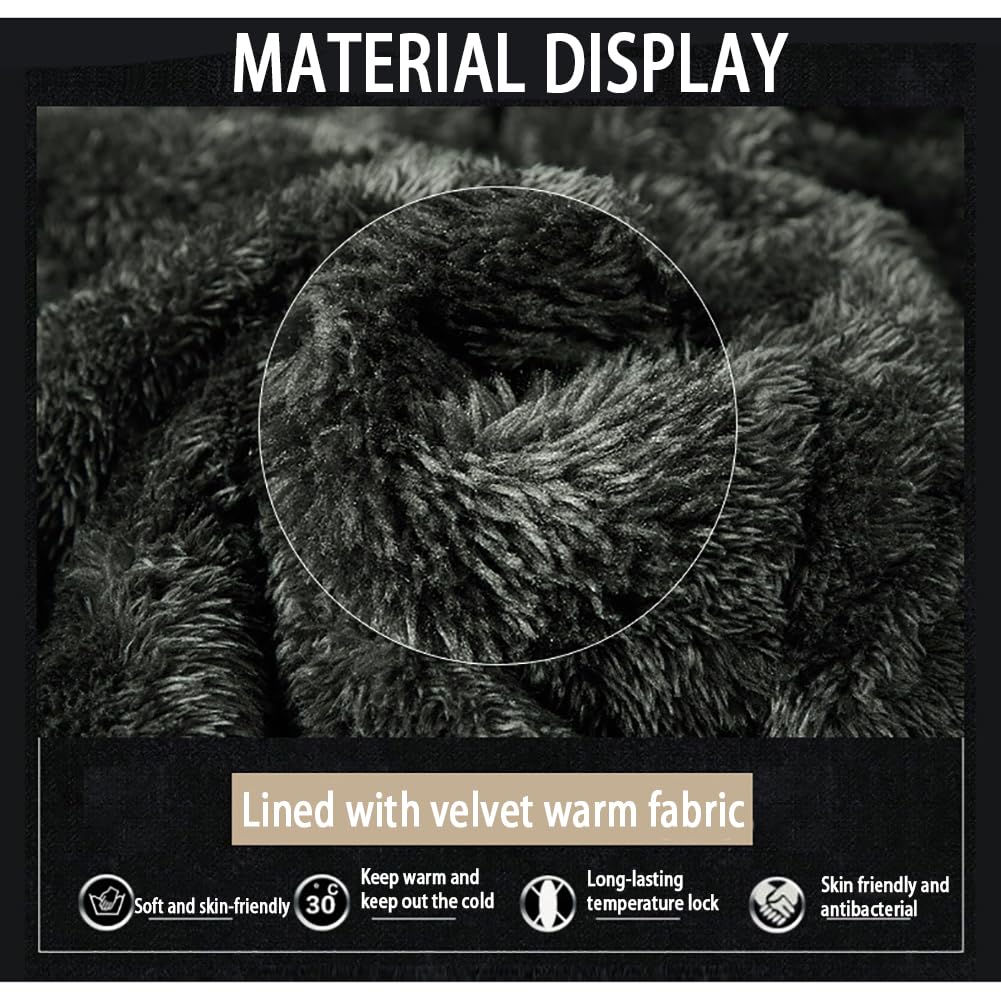 MATERIAL DISPLAY
Lined with velvet warm fabric
Soft and skin-friendly
°C
30
Keep warm and
keep out the cold
Long-lasting
temperature lock
Skin friendly and
antibacterial